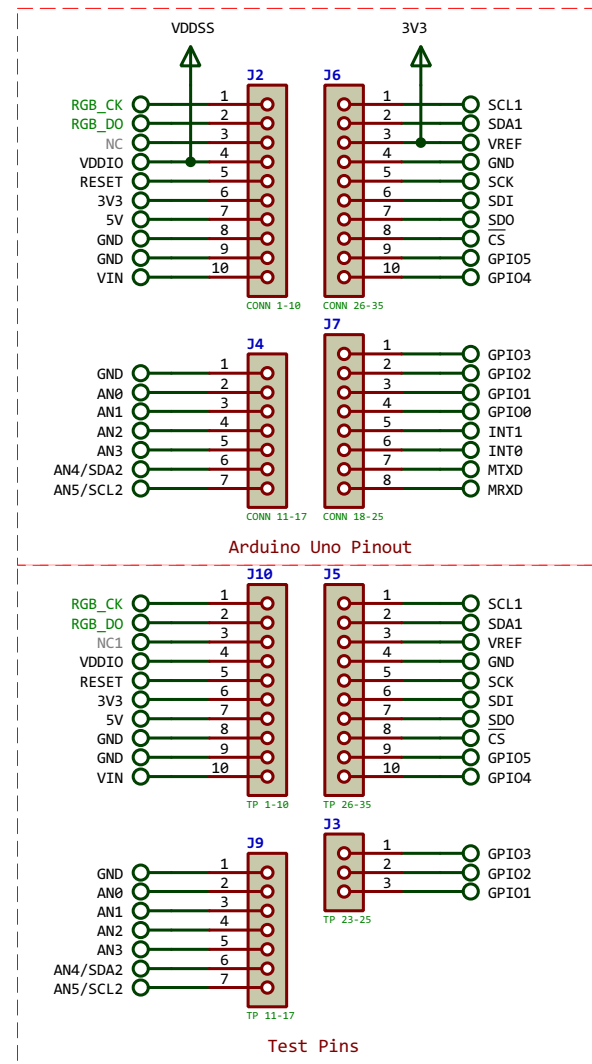 VDDSS 3V3
J2 J6
RGB_CK 1 1 SCL1
RGB_DO 2 2 SDA1
NC 3 3 VREF
VDDIO 4 4 GND
RESET 5 5 SCK
3V3 6 6 SDI
5V 7 7 SDO
GND 8 8 CS
GND 9 9 GPIO5
VIN 10 10 GPIO4
CONN 1-10 CONN 26-35
J4 J7
1 GPIO3
GND 1 2 GPIO2
AN0 2 3 GPIO1
AN1 3 4 GPIO0
AN2 4 5 INT1
AN3 5 6 INT0
AN4/SDA2 6 7 MTXD
AN5/SCL2 7 8 MRXD
CONN 11-17 CONN 18-25
Arduino Uno Pinout
J10 J5
RGB_CK 1 1 SCL1
RGB_DO 2 2 SDA1
NC1 3 3 VREF
VDDIO 4 4 GND
RESET 5 5 SCK
3V3 6 6 SDI
5V 7 7 SDO
GND 8 8 CS
GND 9 9 GPIO5
VIN 10 10 GPIO4
TP 1-10 TP 26-35
J9 J3
1 GPIO3
GND 1 2 GPIO2
AN0 2 3 GPIO1
AN1 3 TP 23-25
AN2 4
AN3 5
AN4/SDA2 6
AN5/SCL2 7
TP 11-17
Test Pins